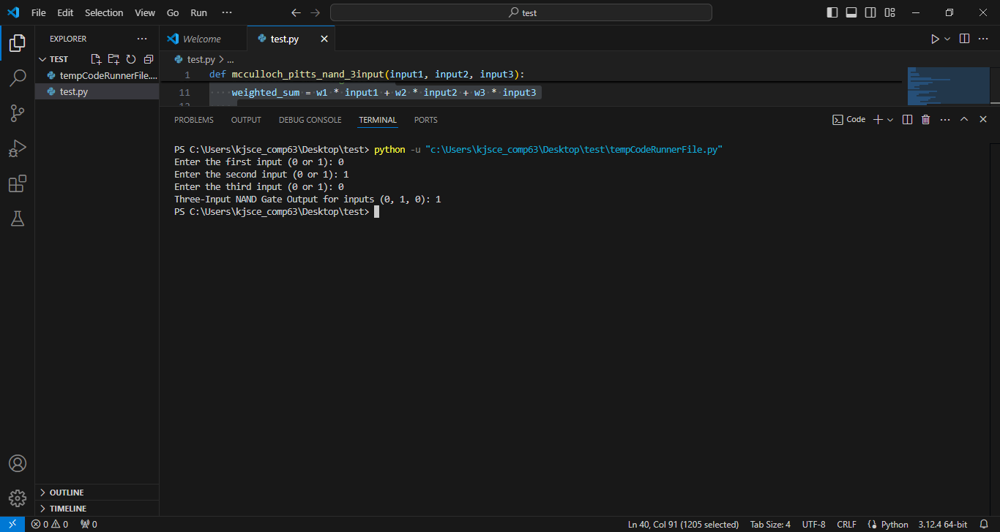 File Edit Selection View Go Run ··· test
EXPLORER ···
TEST
tempCodeRunnerFile....
test.py
OUTLINE
TIMELINE
Welcome test.py
test.py > ...
1 def mcculloch_pitts_nand_3input(input1, input2, input3):
11 ····weighted_sum·=·w1·*·input1·+·w2·*·input2·+·w3·*·input3
PROBLEMS OUTPUT DEBUG CONSOLE TERMINAL PORTS Code
PS C:\Users\kjsce_comp63\Desktop\test> python -u "c:\Users\kjsce_comp63\Desktop\test\tempCodeRunnerFile.py"
Enter the first input (0 or 1): 0
Enter the second input (0 or 1): 1
Enter the third input (0 or 1): 0
Three-Input NAND Gate Output for inputs (0, 1, 0): 1
PS C:\Users\kjsce_comp63\Desktop\test>
0 0 0 Ln 40, Col 91 (1205 selected) Tab Size: 4 UTF-8 CRLF Python 3.12.4 64-bit